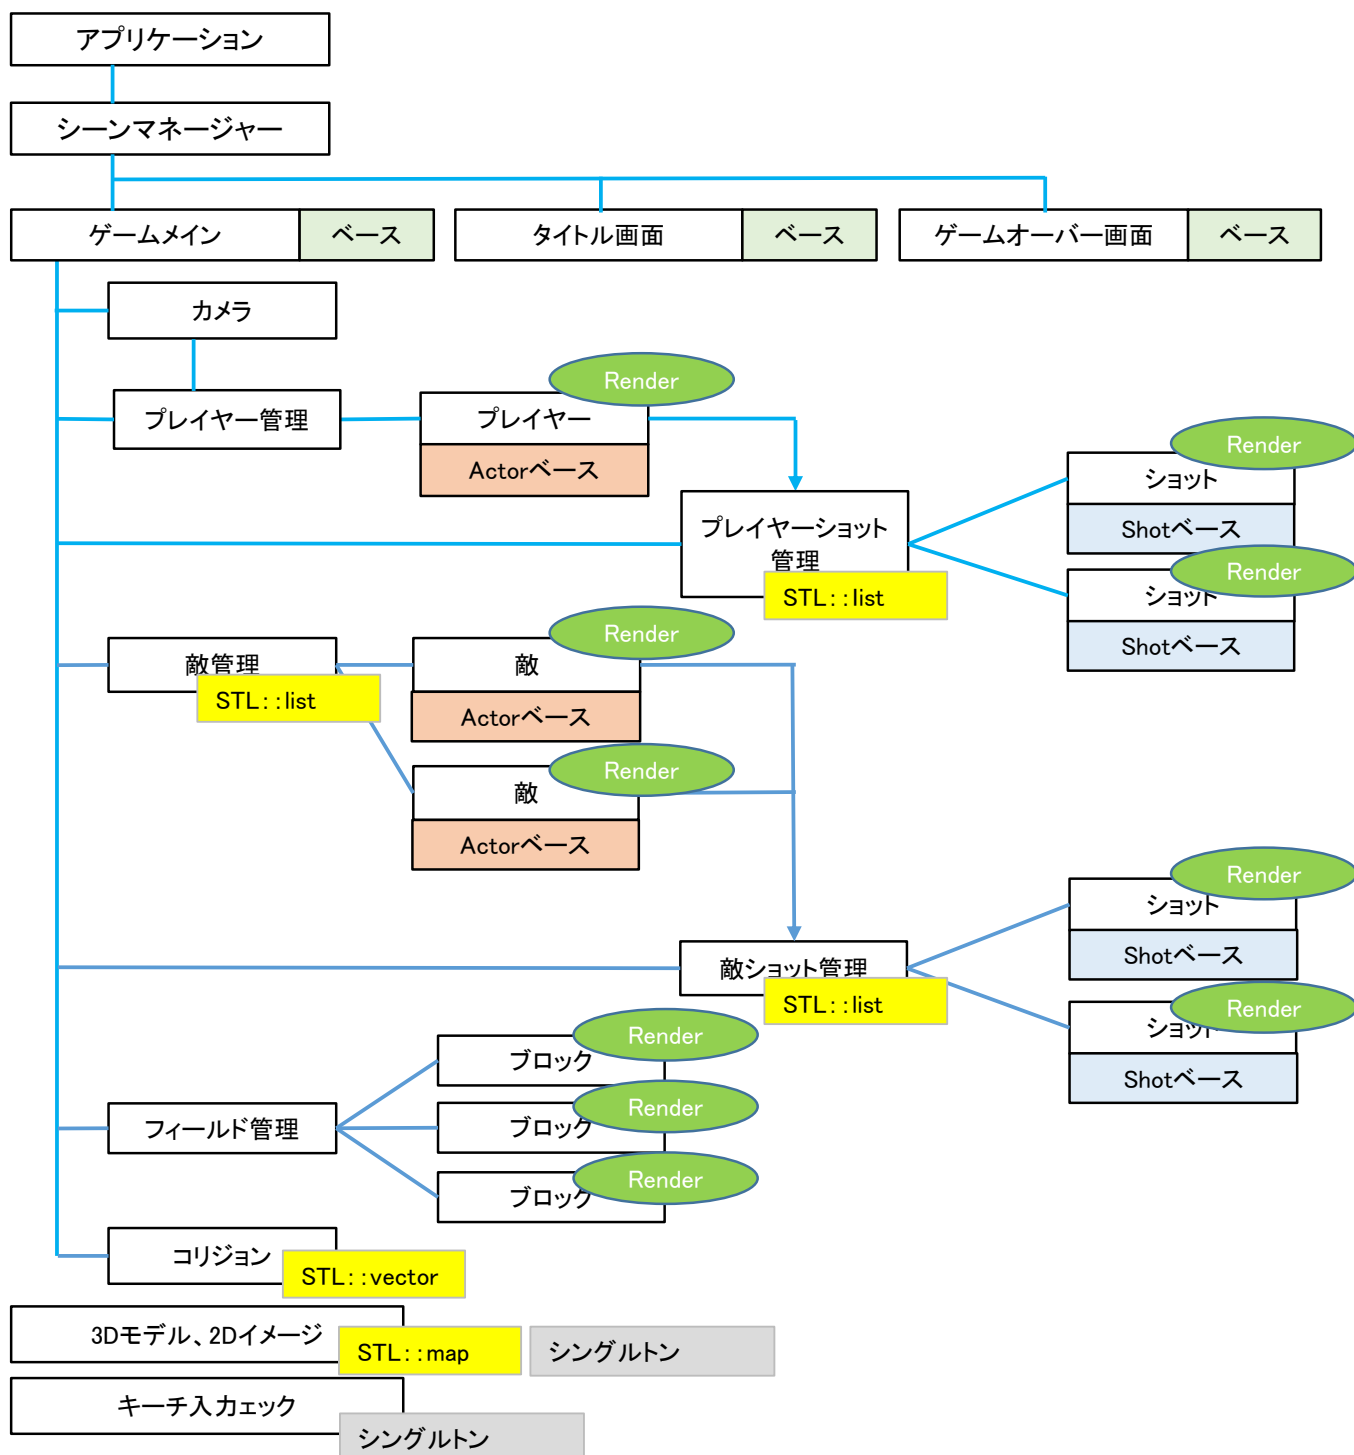 アプリケーション
シーンマネージャー
ゲームメイン
ベース
タイトル画面
ベース
ゲームオーバー画面
ベース
カメラ
Render
プレイヤー管理
プレイヤー
Actorベース
Render
ショット
Shotベース
プレイヤーショット
管理
STL::list
Render
ショット
Shotベース
敵管理
STL::list
Render
敵
Actorベース
Render
敵
Actorベース
Render
ショット
Shotベース
敵ショット管理
STL::list
Render
ショット
Shotベース
Render
ブロック
フィールド管理
Render
ブロック
Render
ブロック
コリジョン
STL::vector
3Dモデル、2Dイメージ
STL::map
シングルトン
キーチ入力ェック
シングルトン